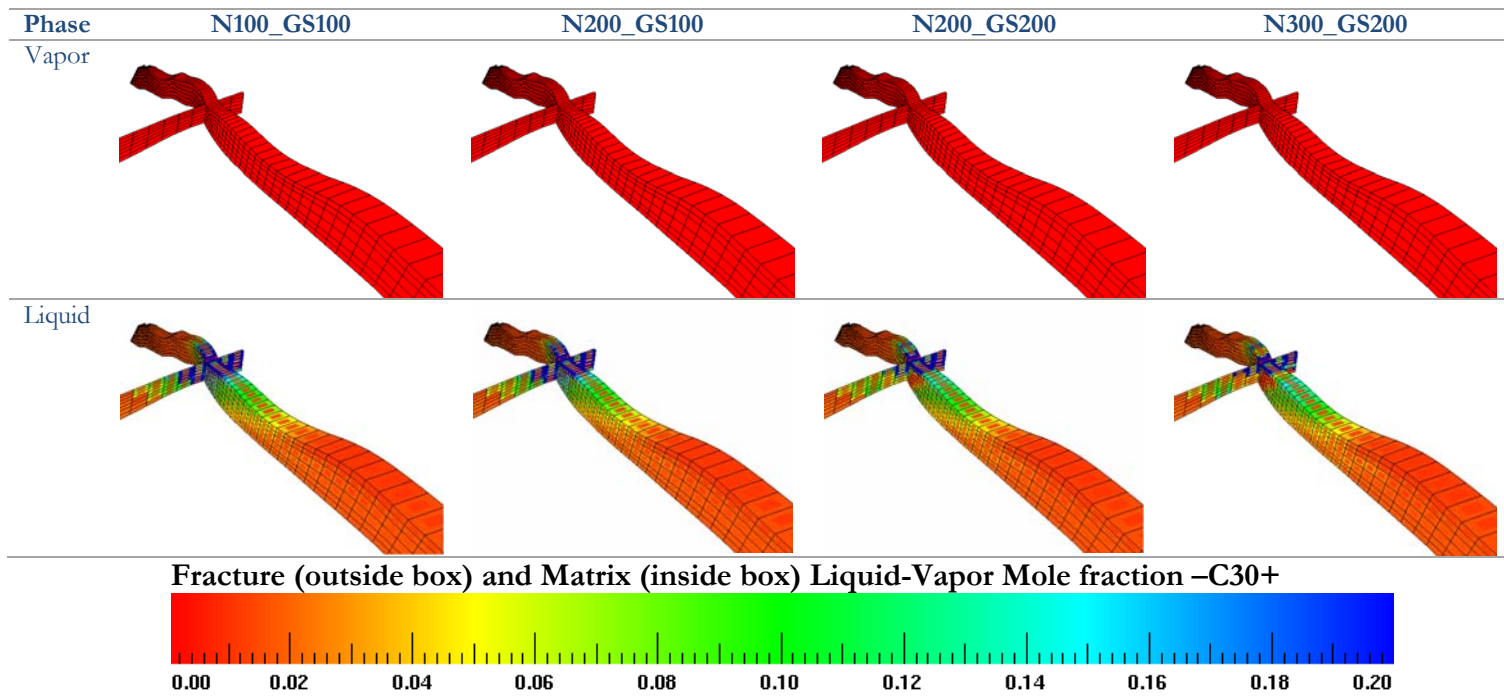 Phase N100_GS100 N200_GS100 N200_GS200 N300_GS200
Vapor
Liquid
Fracture (outside box) and Matrix (inside box) Liquid-Vapor Mole fraction –C30+
0.00 0.02 0.04 0.06 0.08 0.10 0.12 0.14 0.16 0.18 0.20